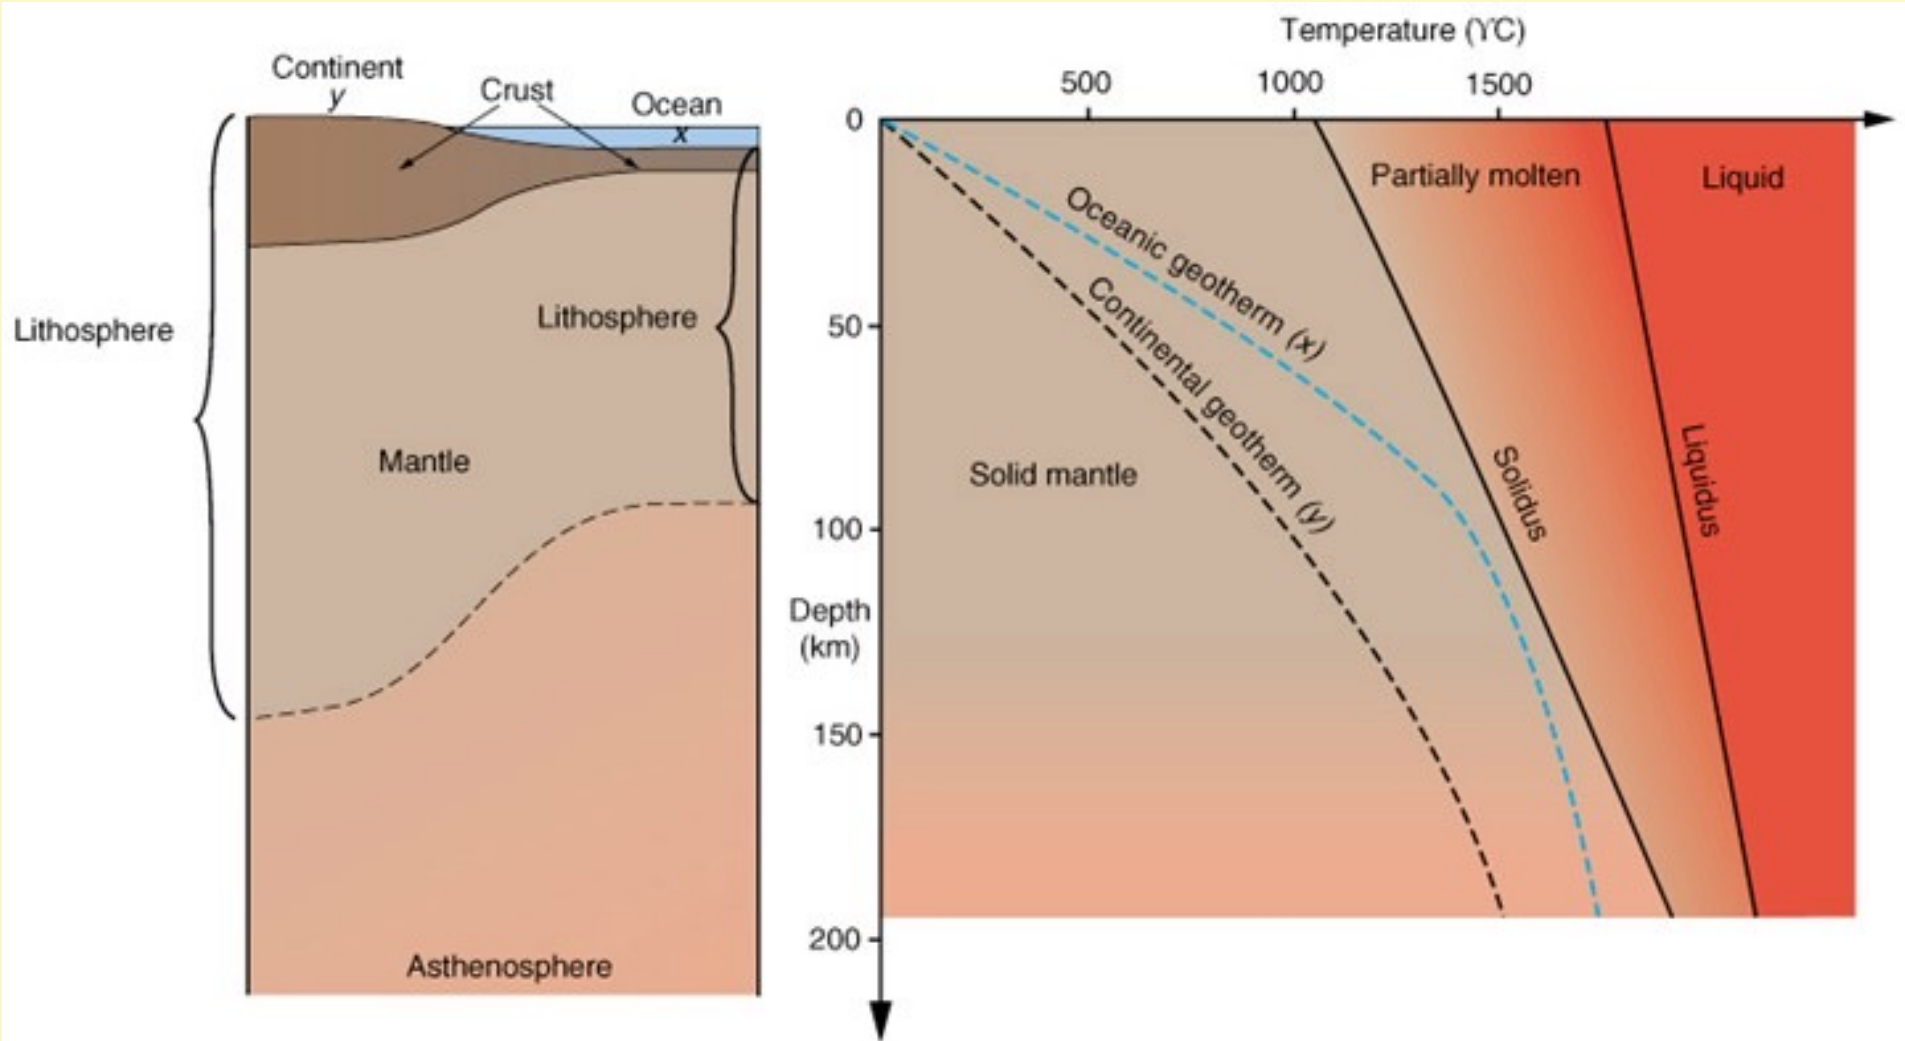 Continent
y
Crust
Ocean
x
Lithosphere
Lithosphere
Mantle
Asthenosphere
Temperature (ϓC)
500
1000
1500
0
50
100
150
200
Depth
(km)
Partially molten
Liquid
Oceanic geotherm (x)
Continental geotherm (y)
Solid mantle
Solidus
Liquidus